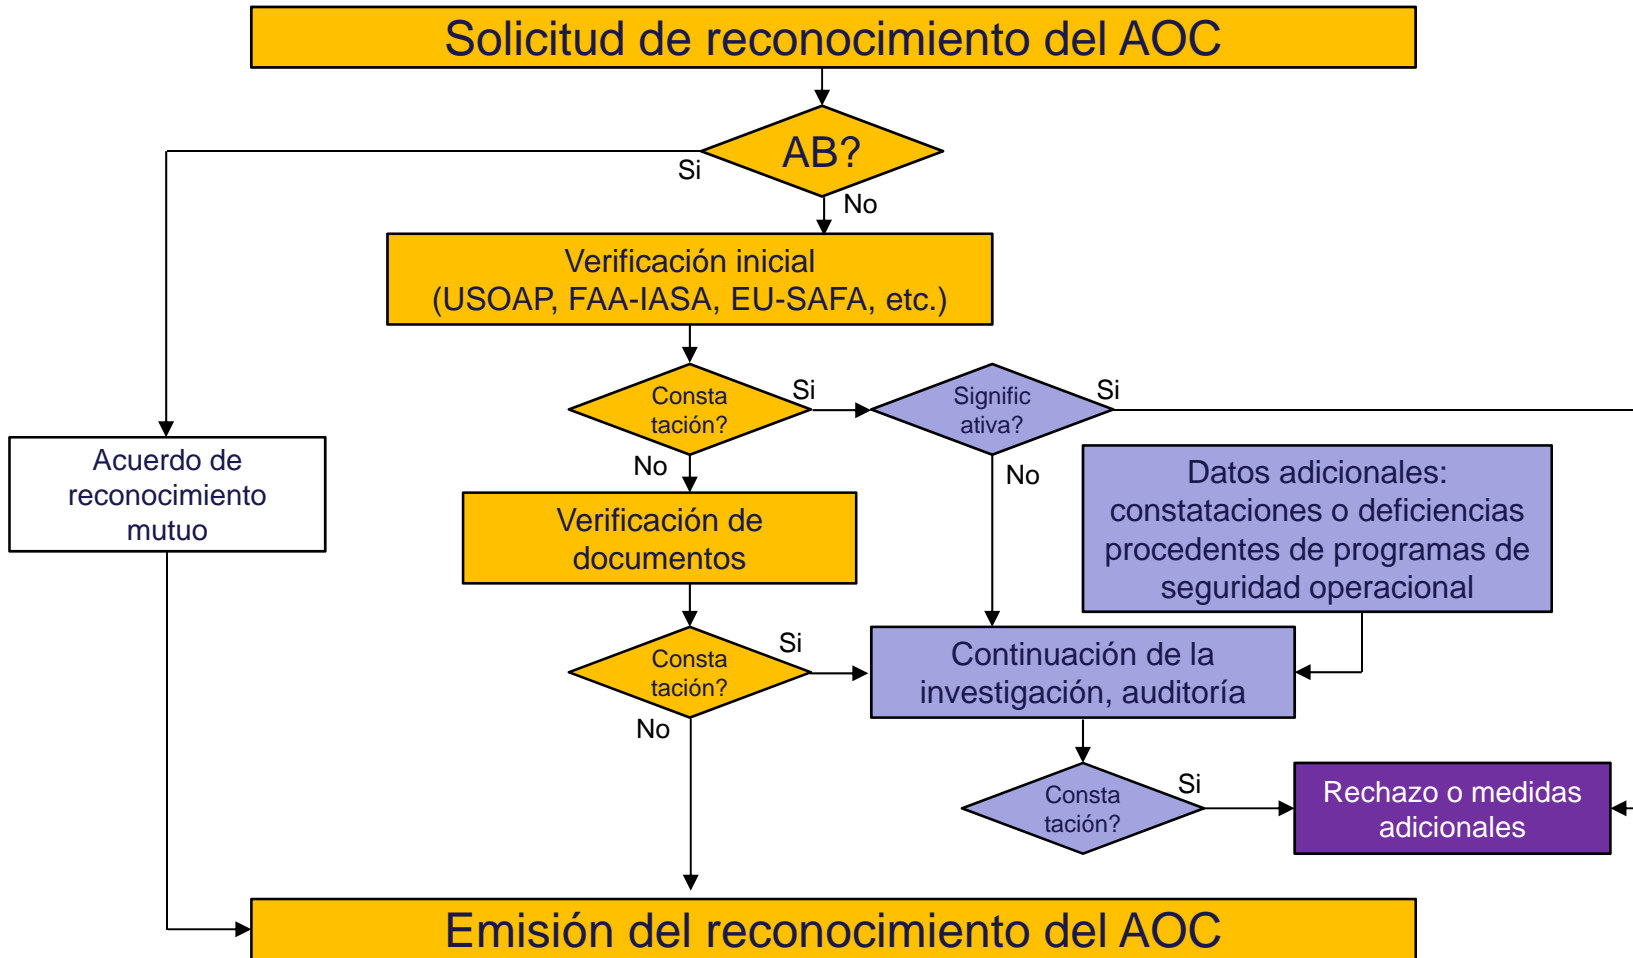 Solicitud de reconocimiento del AOC
AB?
Si
No
Verificación inicial
(USOAP, FAA-IASA, EU-SAFA, etc.)
Consta
tación?
Si
Signific
ativa?
Si
No
No
Acuerdo de
reconocimiento
mutuo
Datos adicionales:
constataciones o deficiencias
procedentes de programas de
seguridad operacional
Verificación de
documentos
Consta
tación?
Si
Continuación de la
investigación, auditoría
No
Consta
tación?
Si
Rechazo o medidas
adicionales
Emisión del reconocimiento del AOC